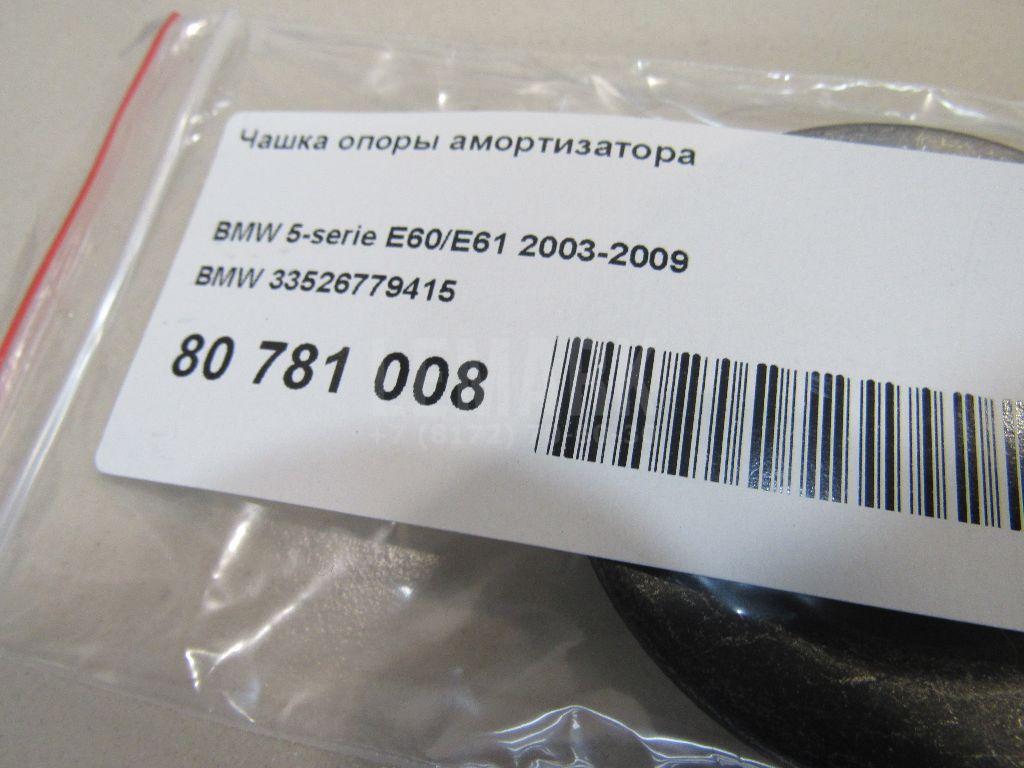 Чашка опоры амортизатора
BMW 5-serie E60/E61 2003-2009
BMW 33526779415
80 781 008